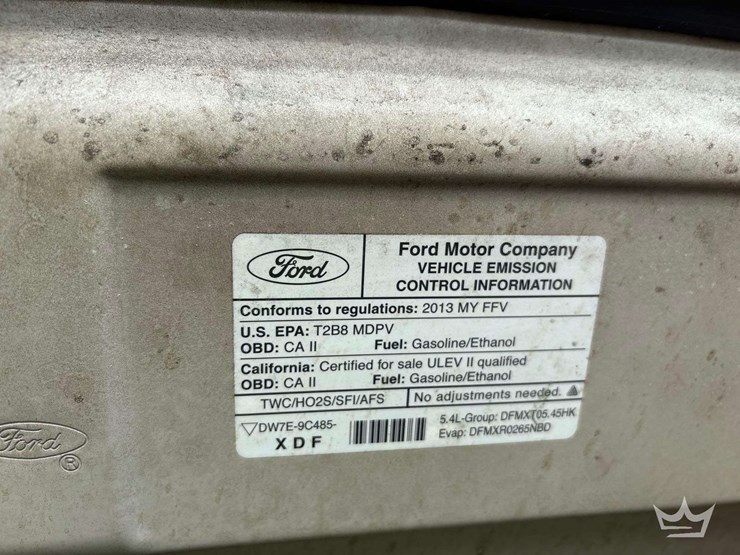 Ford
Ford Motor Company
VEHICLE EMISSION
CONTROL INFORMATION
Conforms to regulations: 2013 MY FFV
U.S. EPA: T2B8 MDPV
OBD: CA II Fuel: Gasoline/Ethanol
California: Certified for sale ULEV II qualified
OBD: CA II Fuel: Gasoline/Ethanol
TWC/HO2S/SFI/AFS No adjustments needed.
DW7E-9C485-
XDF
5.4L-Group: DFMXT05.45HK
Evap: DFMXR0265NBD
Ford ®